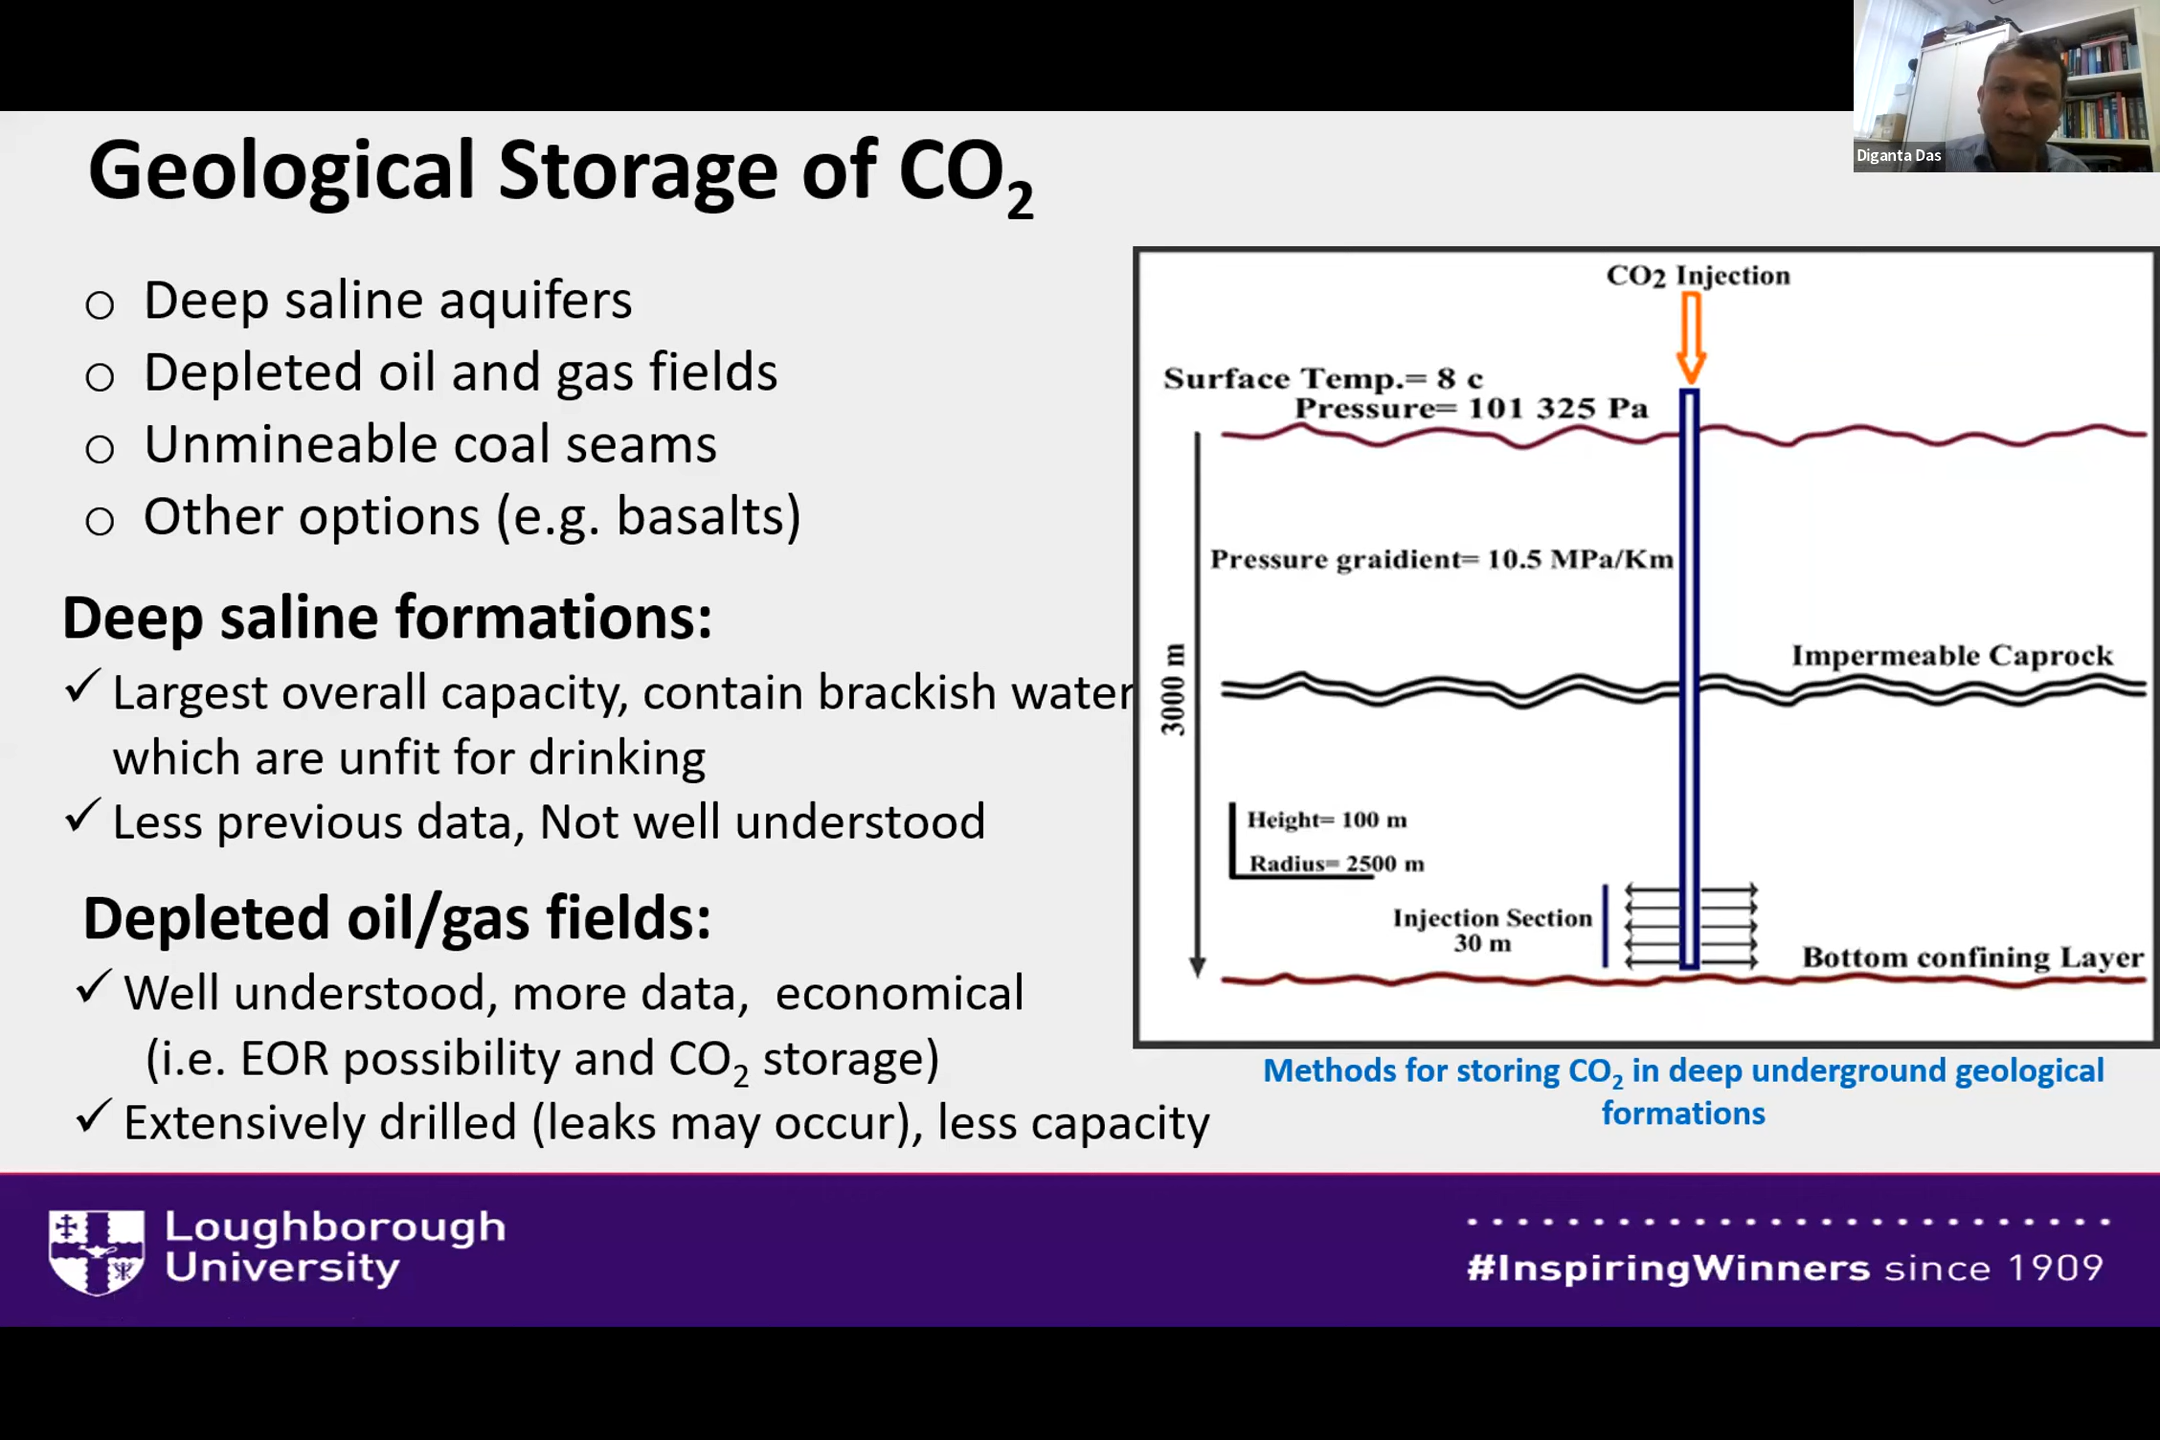 Diganta Das
Geological Storage of CO₂
o Deep saline aquifers
o Depleted oil and gas fields
o Unmineable coal seams
o Other options (e.g. basalts)
Deep saline formations:
✓ Largest overall capacity, contain brackish water
which are unfit for drinking
✓ Less previous data, Not well understood
Depleted oil/gas fields:
✓ Well understood, more data, economical
(i.e. EOR possibility and CO₂ storage)
✓ Extensively drilled (leaks may occur), less capacity
CO2 Injection
Surface Temp.= 8 c
Pressure= 101 325 Pa
Pressure graidient= 10.5 MPa/Km
3000 m
Impermeable Caprock
Height= 100 m
Radius= 2500 m
Injection Section
30 m
Bottom confining Layer
Methods for storing CO₂ in deep underground geological
formations
Loughborough
University
#InspiringWinners since 1909